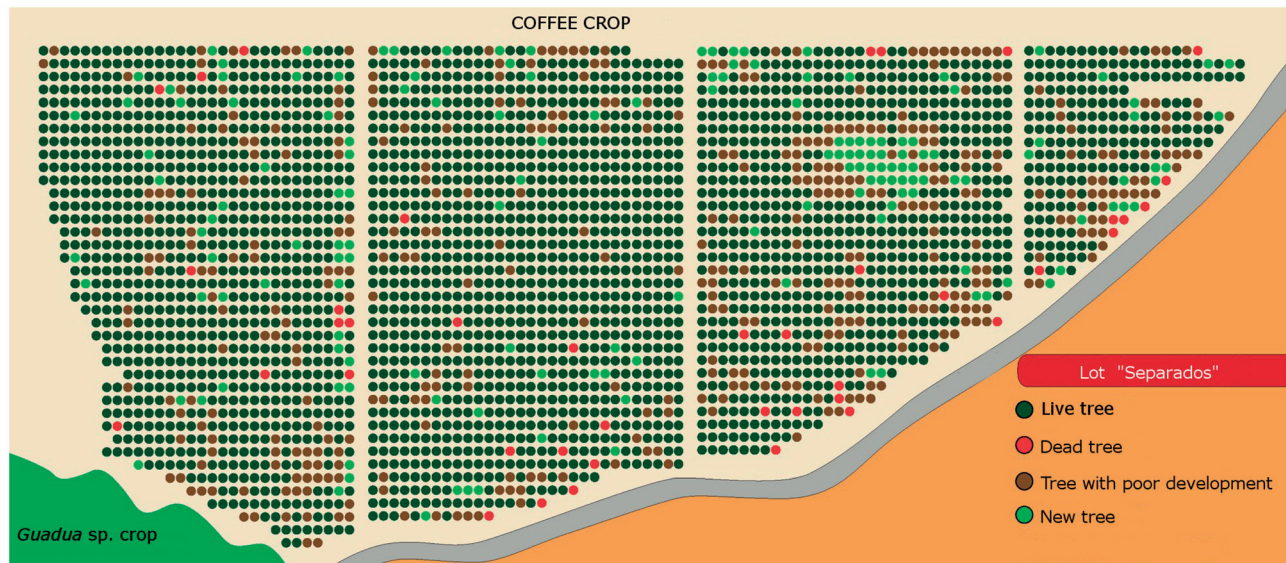 COFFEE CROP
Lot "Separados"
Live tree
Dead tree
Tree with poor development
New tree
Guadua sp. crop